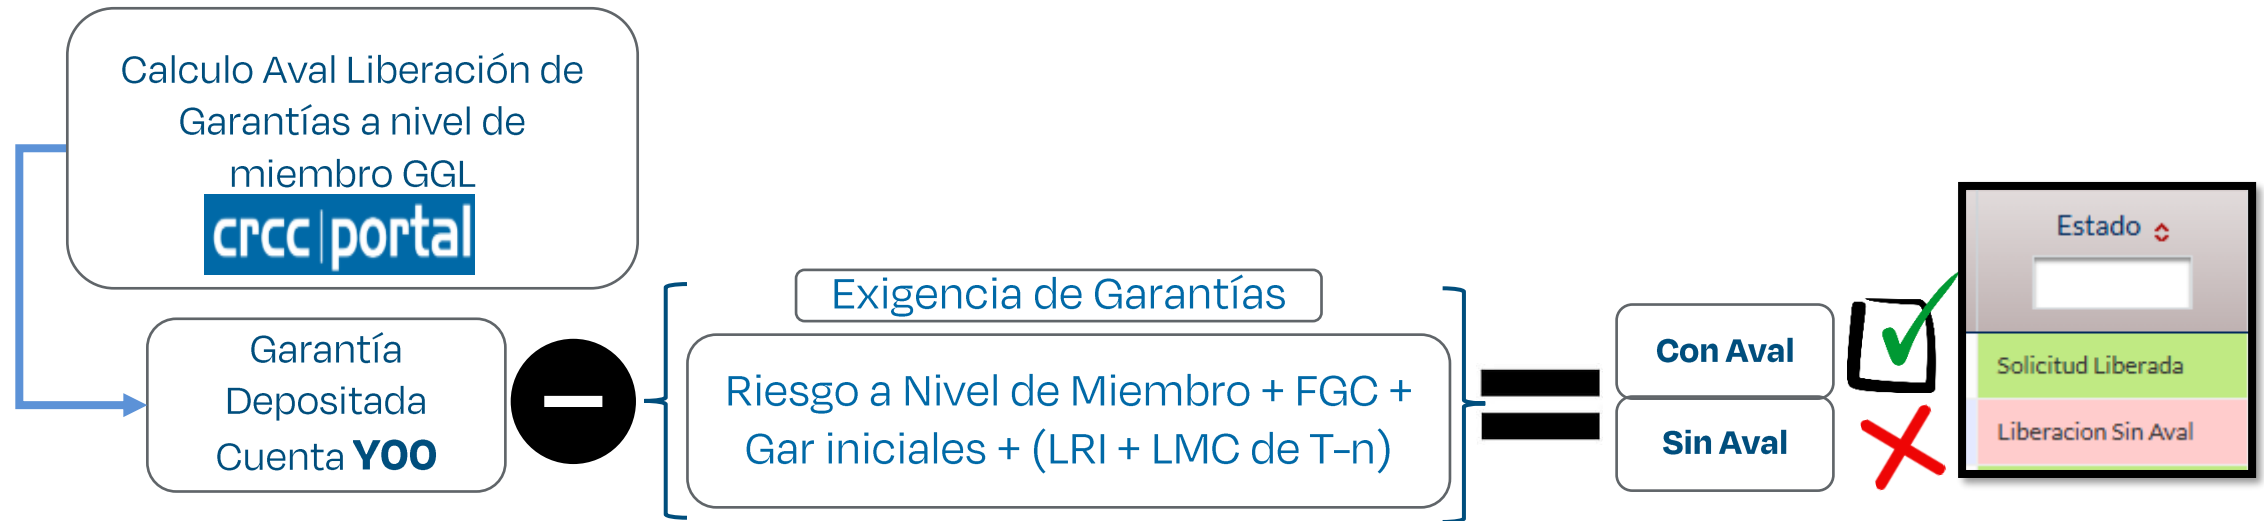 Calculo Aval Liberación de
Garantías a nivel de
miembro GGL
crcc|portal
Garantía
Depositada
Cuenta Y00
Exigencia de Garantías
Riesgo a Nivel de Miembro + FGC +
Gar iniciales + (LRI + LMC de T-n)
Con Aval
Sin Aval
Estado
Solicitud Liberada
Liberacion Sin Aval